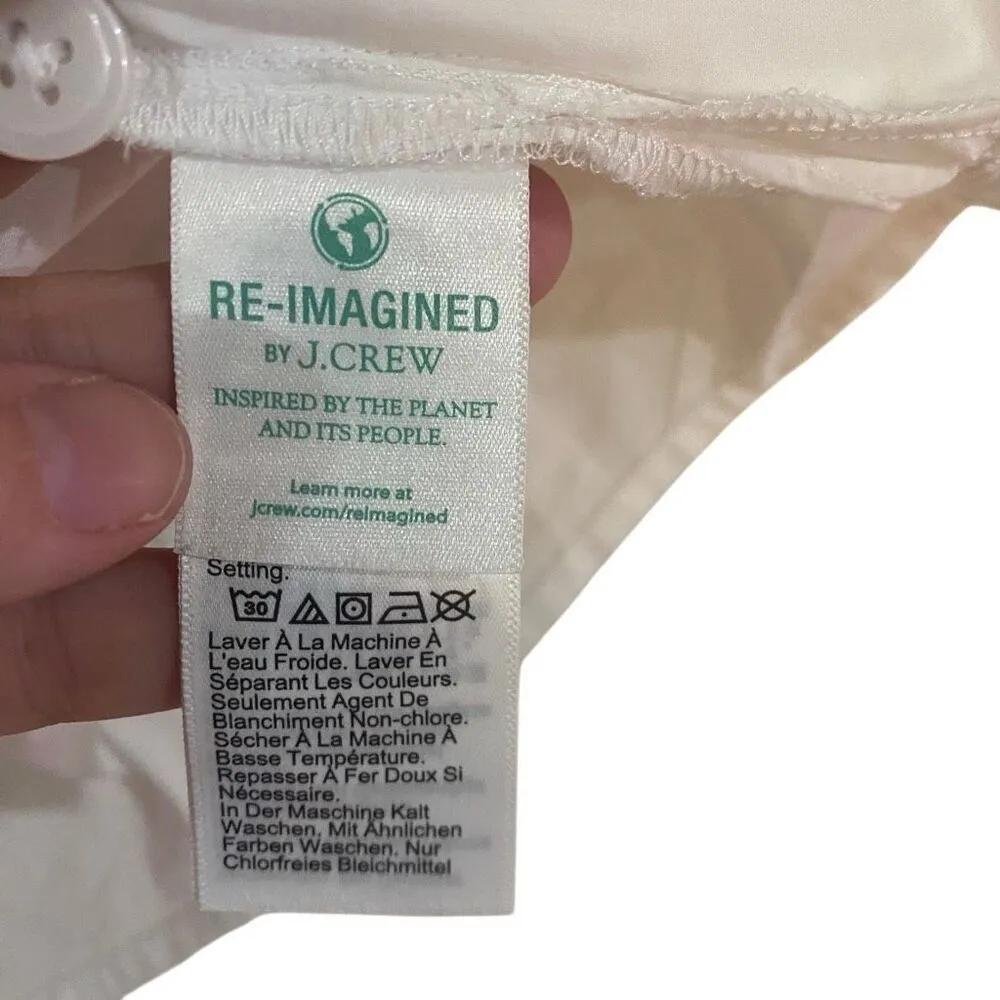 RE-IMAGINED
BY J.CREW
INSPIRED BY THE PLANET
AND ITS PEOPLE.
Learn more at
jcrew.com/reimagined
Setting.
30
Laver À La Machine À
L'eau Froide. Laver En
Séparant Les Couleurs.
Seulement Agent De
Blanchiment Non-chlore.
Sécher À La Machine À
Basse Température.
Repasser À Fer Doux Si
Nécessaire.
In Der Maschine Kalt
Waschen. Mit Ähnlichen
Farben Waschen. Nur
Chlorfreies Bleichmittel